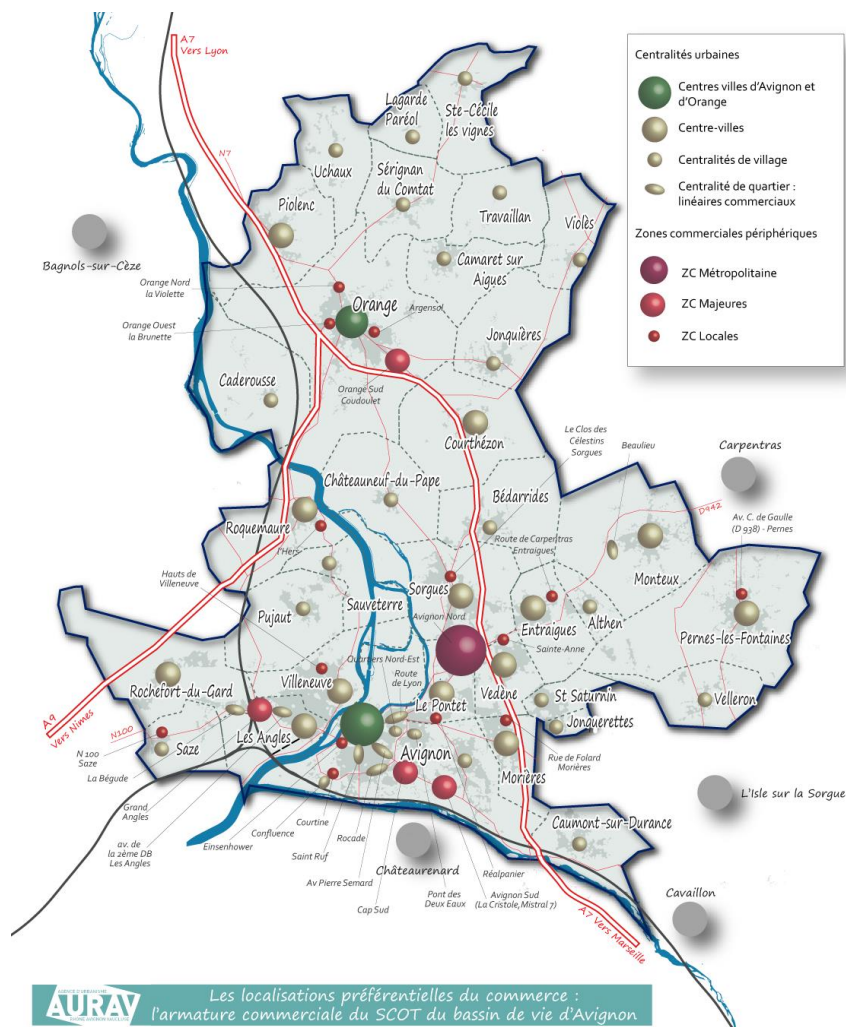 A7
Vers Lyon
N7
Lagarde
Paréol
Ste-Cécile
les vignes
Uchaux
Sérignan
du Comtat
Travaillan
Piolenc
Violès
Camaret sur
Aigues
Bagnols-sur-Cèze
Orange Nord
la Violette
Orange
Argensol
Orange Ouest
la Brunette
Jonquières
Orange Sud
Coudoulet
Caderousse
Courthézon
Le Clos des
Célestins
Sorgues
Beaulieu
Carpentras
Châteauneuf-du-Pape
Bédarrides
D942
Av. C. de Gaulle
(D 938) - Pernes
Roquemaure
l'Hers
Route de Carpentras
Entraigues
Monteux
Hauts de
Villeneuve
Sorgues
Sauveterre
Avignon Nord
Pujaut
Entraigues
Althen
Pernes-les-Fontaines
Sainte-Anne
Quartiers Nord-Est
Route
de Lyon
Villeneuve
Vedène
Rochefort-du-Gard
St Saturnin
Velleron
Le Pontet
Jonquerettes
A9
Vers Nîmes
N100
Les Angles
Avignon
Saze
N 100
Saze
Morières
Rue de Folard
Morières
La Bégude
Grand
Angles
L'Isle sur la Sorgue
av. de
la 2ème DB
Les Angles
Einsenhower
Confluence
Courtine
Saint Ruf
Rocade
Av Pierre Semard
Cap Sud
Châteaurenard
Caumont-sur-Durance
Réalpanier
Pont des
Deux Eaux
Avignon Sud
(La Cristole, Mistral 7)
Cavaillon
A7 Vers Marseille
Centralités urbaines
Centres villes d'Avignon et
d'Orange
Centre-villes
Centralités de village
Centralité de quartier :
linéaires commerciaux
Zones commerciales périphériques
ZC Métropolitaine
ZC Majeures
ZC Locales
AGENCE D'URBANISME
AURAV
RHÔNE AVIGNON VAUCLUSE
Les localisations préférentielles du commerce :
l'armature commerciale du SCOT du bassin de vie d'Avignon